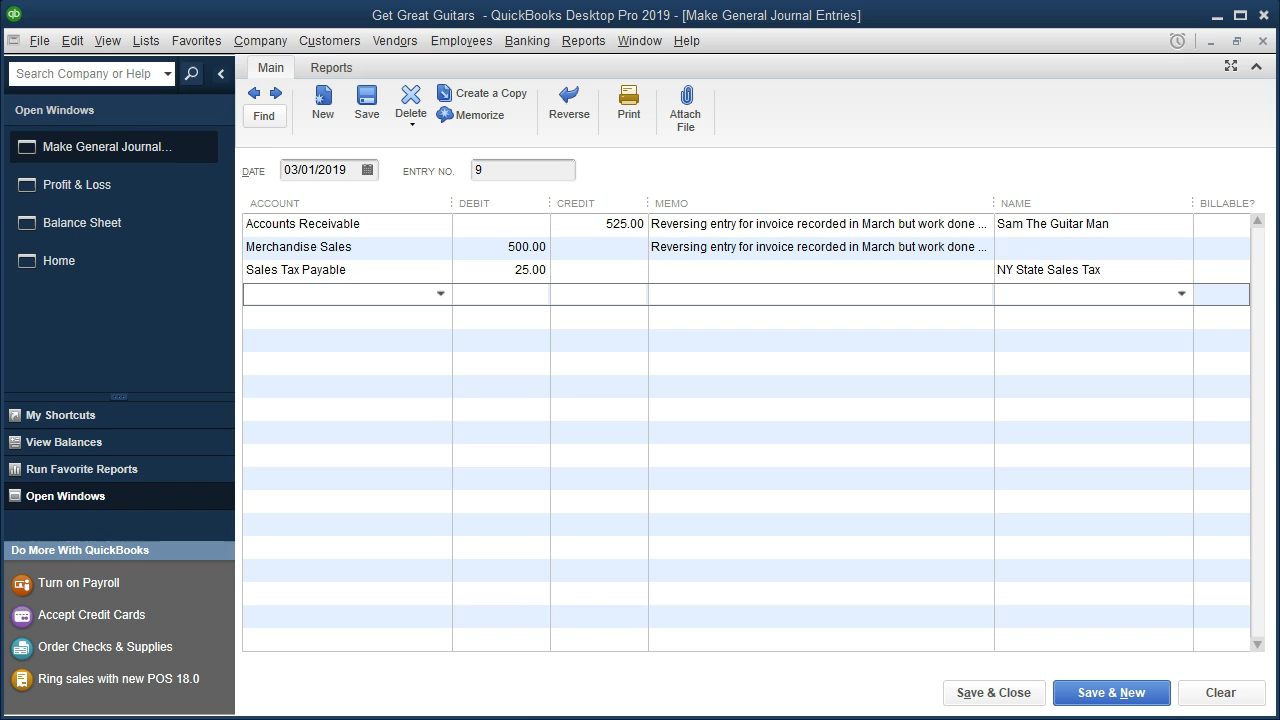 Get Great Guitars - QuickBooks Desktop Pro 2019 - [Make General Journal Entries]
File Edit View Lists Favorites Company Customers Vendors Employees Banking Reports Window Help
Search Company or Help
Open Windows
Make General Journal...
Profit & Loss
Balance Sheet
Home
My Shortcuts
View Balances
Run Favorite Reports
Open Windows
Do More With QuickBooks
Turn on Payroll
Accept Credit Cards
Order Checks & Supplies
Ring sales with new POS 18.0
Main Reports
Find
New
Save
Delete
Create a Copy
Memorize
Reverse
Print
Attach
File
DATE 03/01/2019 ENTRY NO. 9
ACCOUNT DEBIT CREDIT MEMO NAME BILLABLE?
Accounts Receivable 525.00 Reversing entry for invoice recorded in March but work done ... Sam The Guitar Man
Merchandise Sales 500.00 Reversing entry for invoice recorded in March but work done ...
Sales Tax Payable 25.00 NY State Sales Tax
Save & Close Save & New Clear